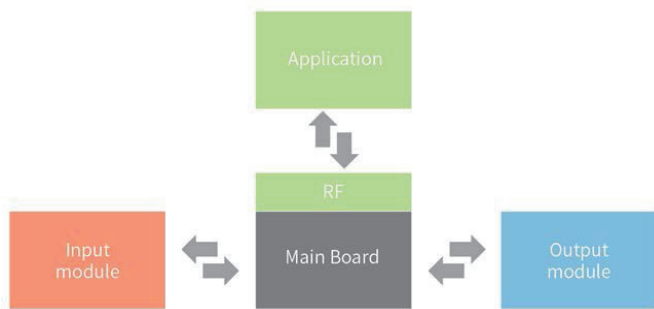 Application
RF
Main Board
Input
module
Output
module